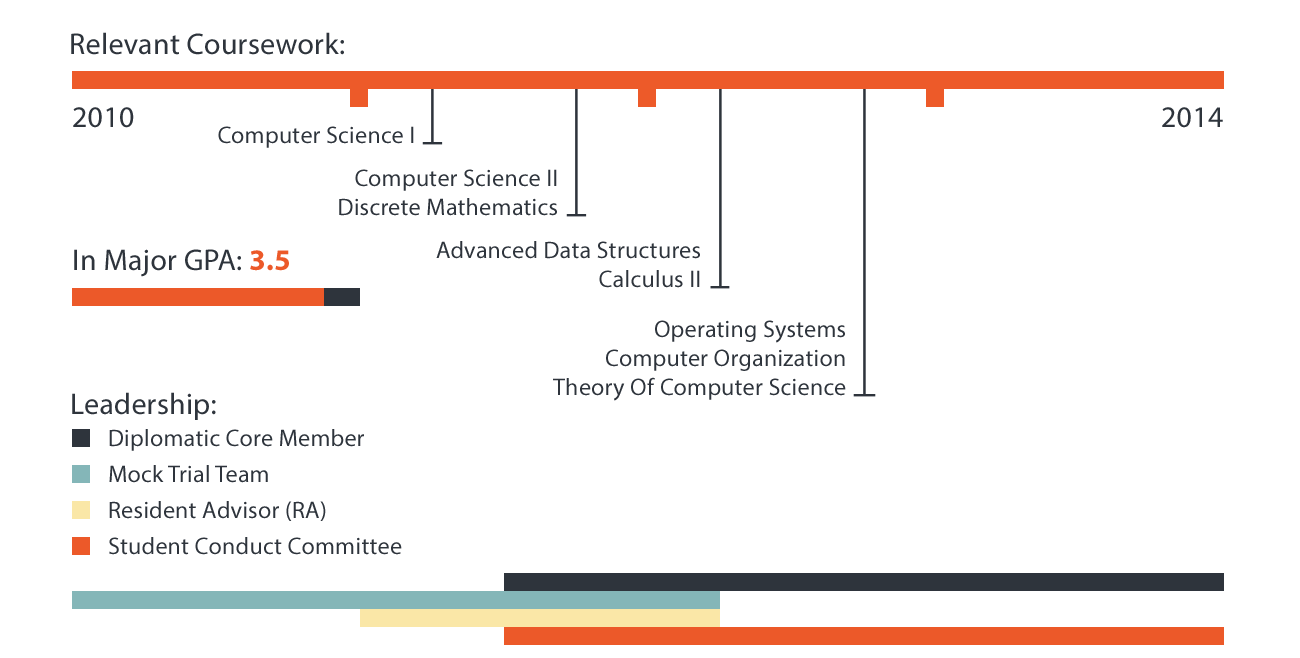 Relevant Coursework:
2010
2014
Computer Science I
Computer Science II
Discrete Mathematics
Advanced Data Structures
Calculus II
Operating Systems
Computer Organization
Theory Of Computer Science
In Major GPA: 3.5
Leadership:
Diplomatic Core Member
Mock Trial Team
Resident Advisor (RA)
Student Conduct Committee